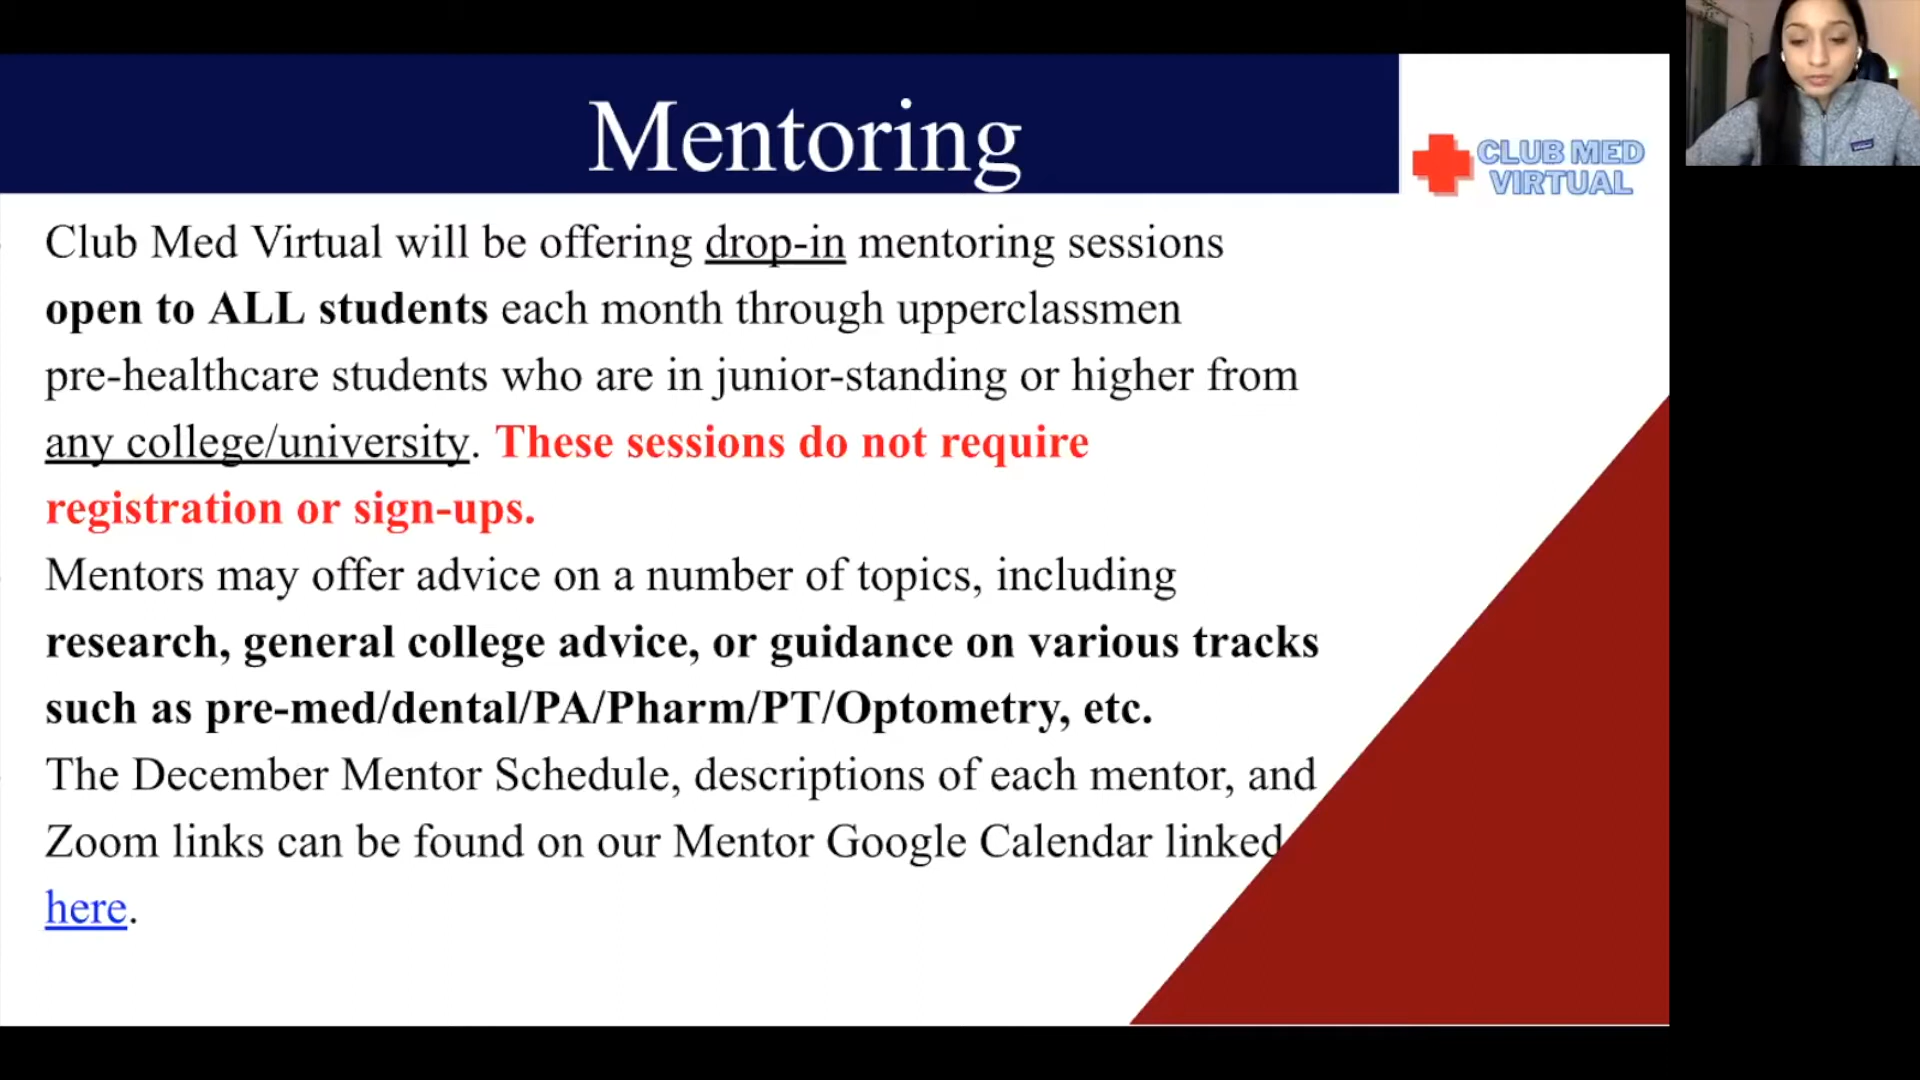 Mentoring
CLUB MED
VIRTUAL
Club Med Virtual will be offering drop-in mentoring sessions
open to ALL students each month through upperclassmen
pre-healthcare students who are in junior-standing or higher from
any college/university. These sessions do not require
registration or sign-ups.
Mentors may offer advice on a number of topics, including
research, general college advice, or guidance on various tracks
such as pre-med/dental/PA/Pharm/PT/Optometry, etc.
The December Mentor Schedule, descriptions of each mentor, and
Zoom links can be found on our Mentor Google Calendar linked
here.